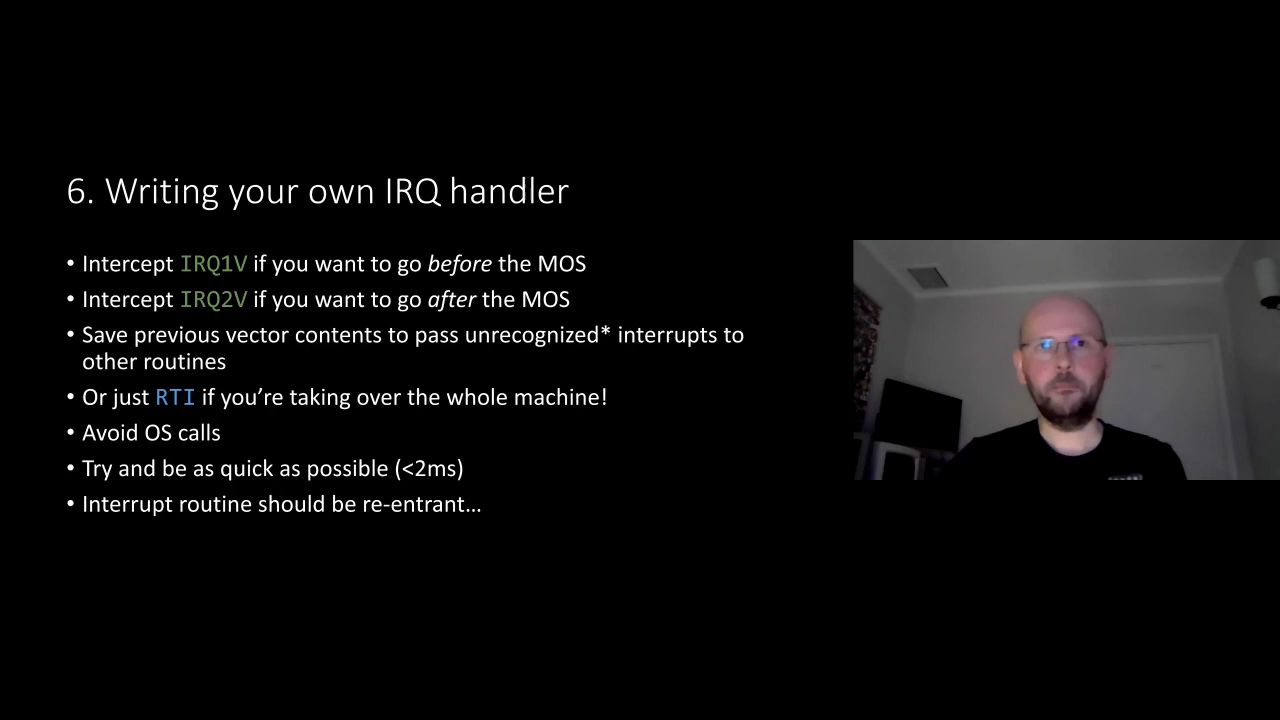 6. Writing your own IRQ handler
• Intercept IRQ1V if you want to go before the MOS
• Intercept IRQ2V if you want to go after the MOS
• Save previous vector contents to pass unrecognized* interrupts to
other routines
• Or just RTI if you’re taking over the whole machine!
• Avoid OS calls
• Try and be as quick as possible (<2ms)
• Interrupt routine should be re-entrant…